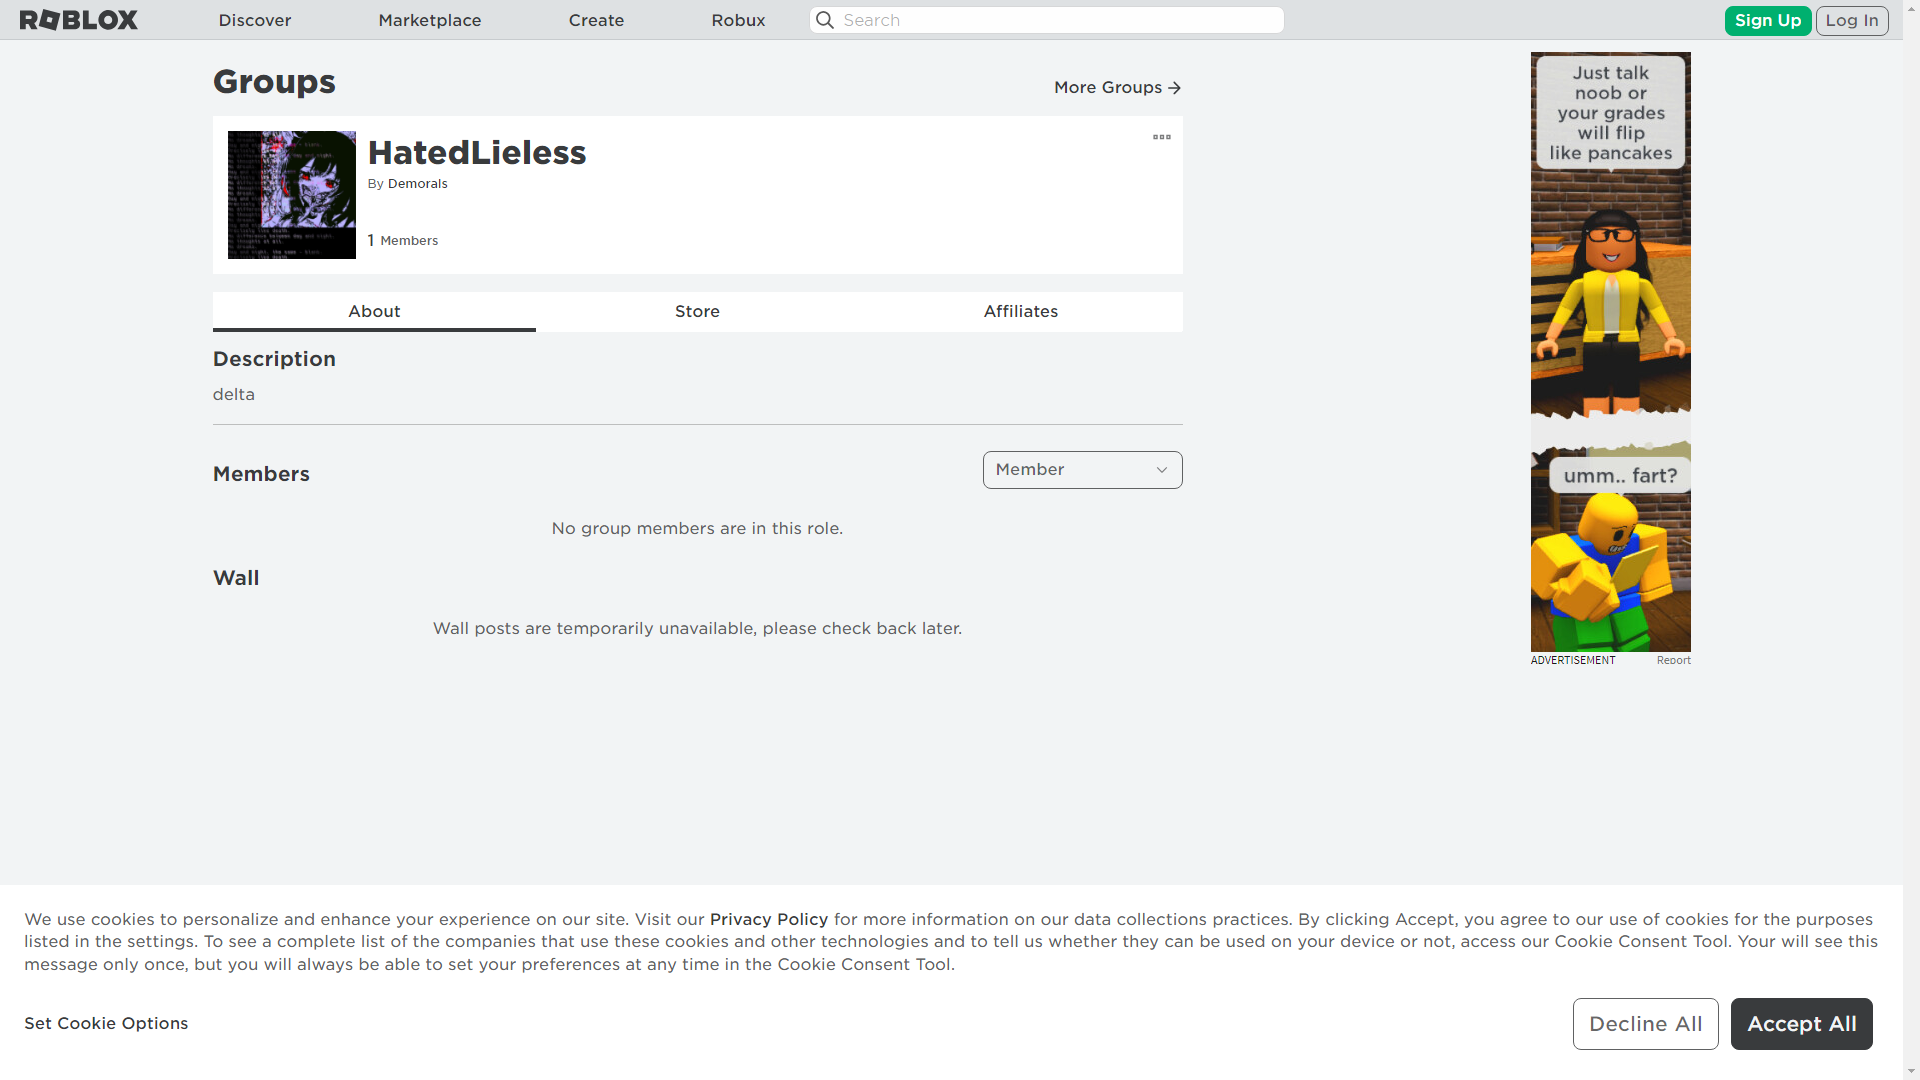 ROBLOX
Discover
Marketplace
Create
Robux
Search
Sign Up
Log In
Groups
More Groups
HatedLieless
By Demorals
1 Members
About
Store
Affiliates
Description
delta
Members
Member
No group members are in this role.
Wall
Wall posts are temporarily unavailable, please check back later.
Just talk
noob or
your grades
will flip
like pancakes
umm.. fart?
ADVERTISEMENT
Report
We use cookies to personalize and enhance your experience on our site. Visit our Privacy Policy for more information on our data collections practices. By clicking Accept, you agree to our use of cookies for the purposes
listed in the settings. To see a complete list of the companies that use these cookies and other technologies and to tell us whether they can be used on your device or not, access our Cookie Consent Tool. Your will see this
message only once, but you will always be able to set your preferences at any time in the Cookie Consent Tool.
Set Cookie Options
Decline All
Accept All